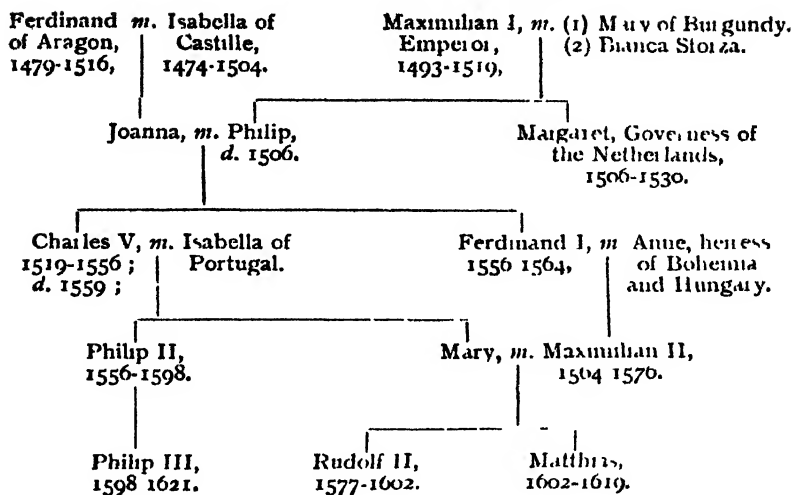 Ferdinand m. Isabella of
of Aragon, Castille,
1479-1516, 1474-1504.
Maximilian I, m. (1) Mary of Burgundy.
Emperor, (2) Bianca Sforza.
1493-1519,
Joanna, m. Philip,
d. 1506.
Margaret, Governess of
the Netherlands,
1506-1530.
Charles V, m. Isabella of
1519-1556; Portugal.
d. 1559;
Ferdinand I, m Anne, heiress
1556 1564, of Bohemia
and Hungary.
Philip II,
1556-1598.
Mary, m. Maximilian II,
1564 1576.
Philip III,
1598 1621.
Rudolf II,
1577-1602.
Matthias,
1602-1619.